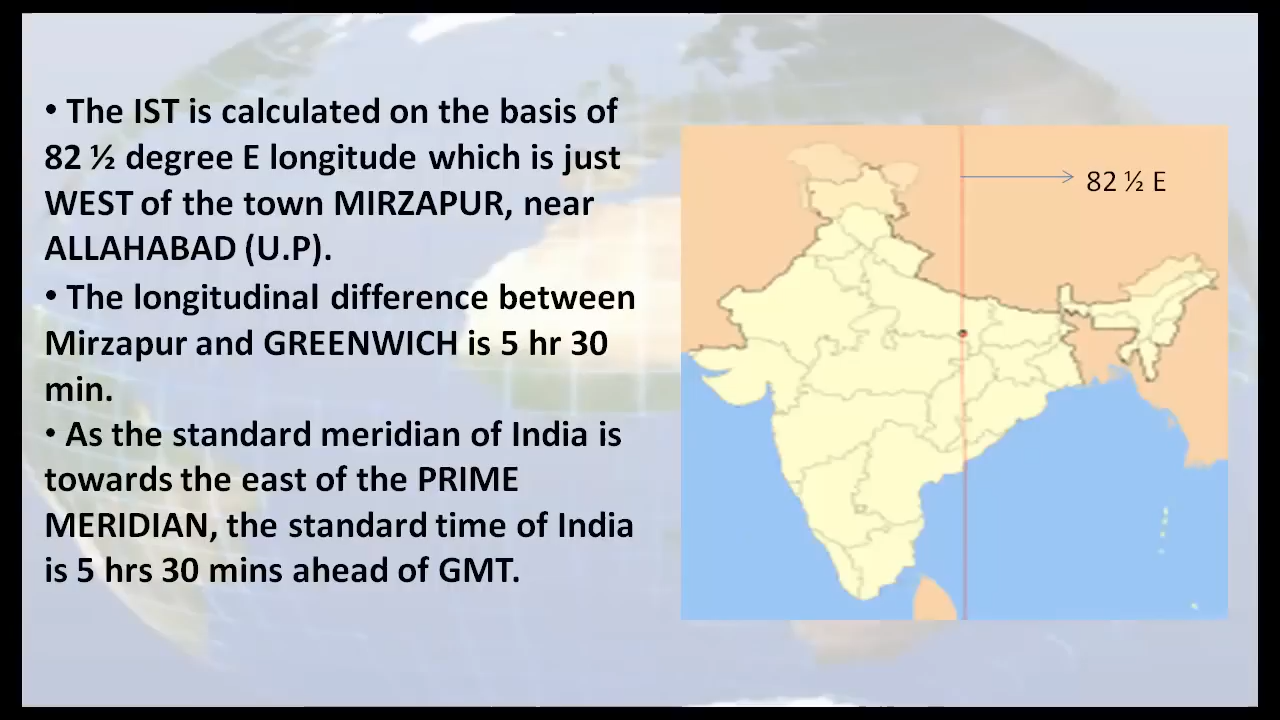 • The IST is calculated on the basis of
82 ½ degree E longitude which is just
WEST of the town MIRZAPUR, near
ALLAHABAD (U.P).
• The longitudinal difference between
Mirzapur and GREENWICH is 5 hr 30
min.
• As the standard meridian of India is
towards the east of the PRIME
MERIDIAN, the standard time of India
is 5 hrs 30 mins ahead of GMT.
82 ½ E